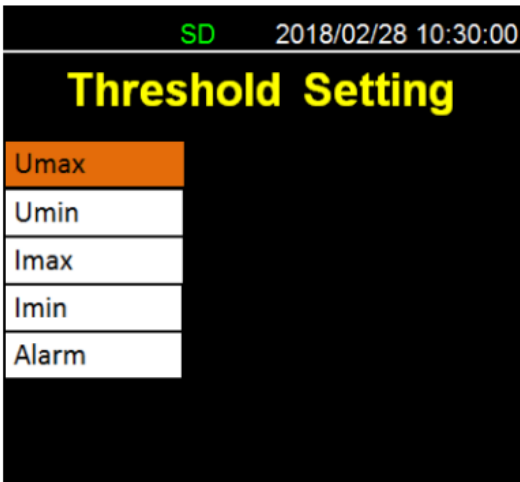 SD 2018/02/28 10:30:00
Threshold Setting
Umax
Umin
Imax
Imin
Alarm